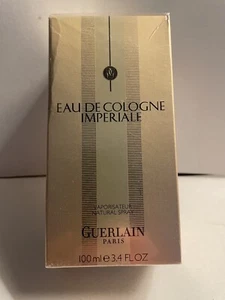 EAU DE COLOGNE
IMPERIALE
VAPORISATEUR
NATURAL SPRAY
GUERLAIN
PARIS
100 ml e 3.4 FL.OZ